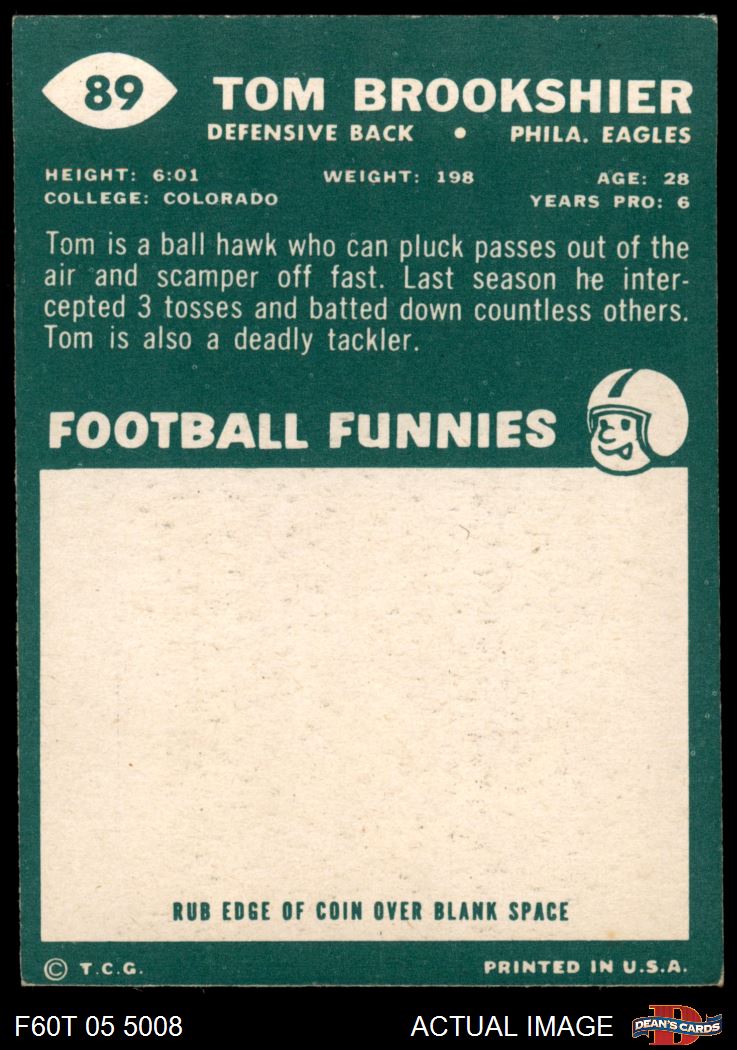 89
TOM BROOKSHIER
DEFENSIVE BACK • PHILA. EAGLES
HEIGHT: 6:01 WEIGHT: 198 AGE: 28
COLLEGE: COLORADO YEARS PRO: 6
Tom is a ball hawk who can pluck passes out of the
air and scamper off fast. Last season he inter-
cepted 3 tosses and batted down countless others.
Tom is also a deadly tackler.
FOOTBALL FUNNIES
RUB EDGE OF COIN OVER BLANK SPACE
© T.C.G. PRINTED IN U.S.A.
F60T 05 5008 ACTUAL IMAGE D DEAN'S CARDS